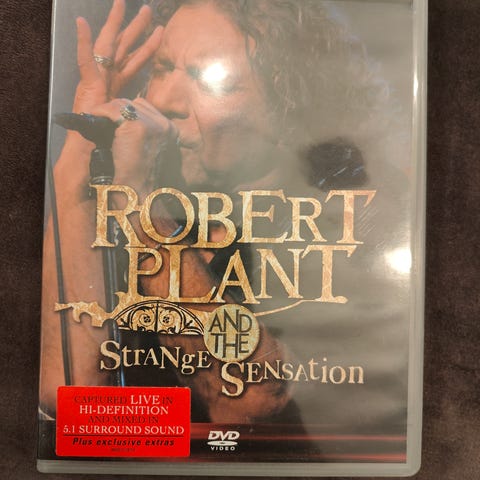 ROBERT
PLANT
AND
THE
STRANGE SENSATION
CAPTURED LIVE IN
HI-DEFINITION
AND MIXED IN
5.1 SURROUND SOUND
Plus exclusive extras
DVD
VIDEO